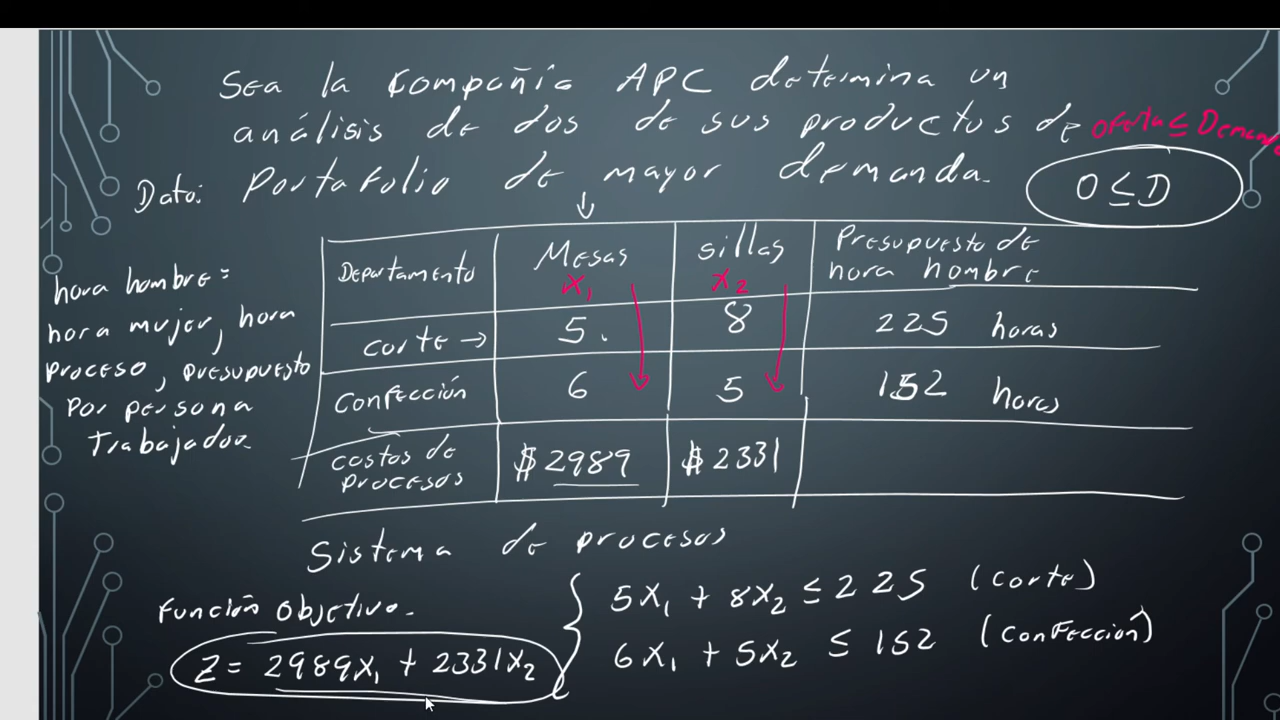 Sea la compañía APC determina un
análisis de dos de sus productos de
Portafolio de mayor demanda.
oferta ≤ Demanda
O ≤ D
Dato:
hora hombre =
hora mujer, hora
proceso, presupuesto
por persona
trabajador.
Departamento | Mesas x₁ | sillas x₂ | Presupuesto de hora hombre
corte → | 5. | 8 | 225 horas
confección | 6 | 5 | 152 horas
costos de procesos | $ 2989 | $ 2331
Sistema de procesos
Función Objetivo.
Z = 2989x₁ + 2331x₂
5x₁ + 8x₂ ≤ 225 (corte)
6x₁ + 5x₂ ≤ 152 (confección)